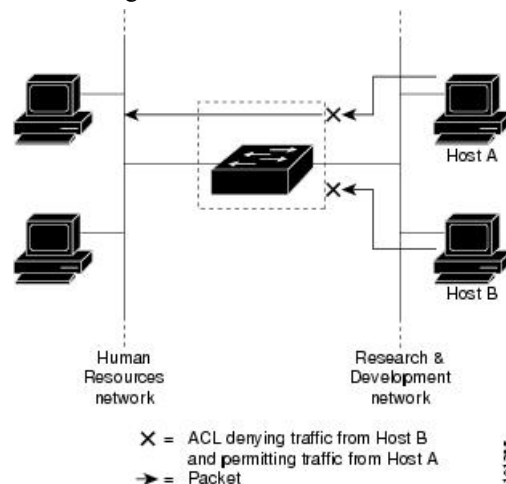 Host A
Host B
Human
Resources
network
Research &
Development
network
X = ACL denying traffic from Host B
and permitting traffic from Host A
→ = Packet